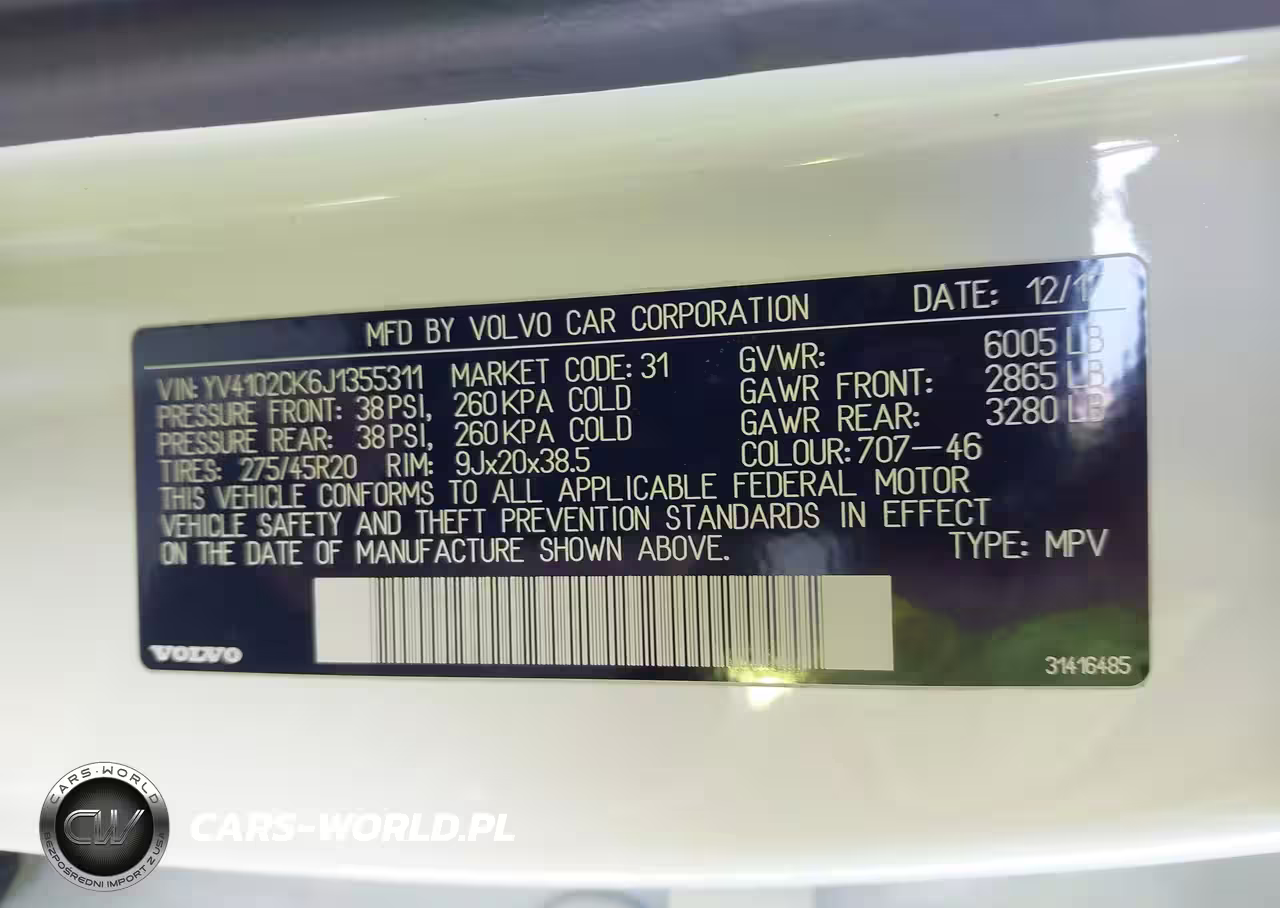 MFD BY VOLVO CAR CORPORATION DATE: 12/17
VIN: YV4102CK6J1355311 MARKET CODE: 31 GVWR: 6005 LB
PRESSURE FRONT: 38 PSI, 260 KPA COLD GAWR FRONT: 2865 LB
PRESSURE REAR: 38 PSI, 260 KPA COLD GAWR REAR: 3280 LB
TIRES: 275/45R20 RIM: 9Jx20x38.5 COLOUR: 707-46
THIS VEHICLE CONFORMS TO ALL APPLICABLE FEDERAL MOTOR
VEHICLE SAFETY AND THEFT PREVENTION STANDARDS IN EFFECT
ON THE DATE OF MANUFACTURE SHOWN ABOVE. TYPE: MPV
VOLVO
31416485
CARS-WORLD
CW
BEZPOŚREDNI IMPORT Z USA
CARS-WORLD.PL